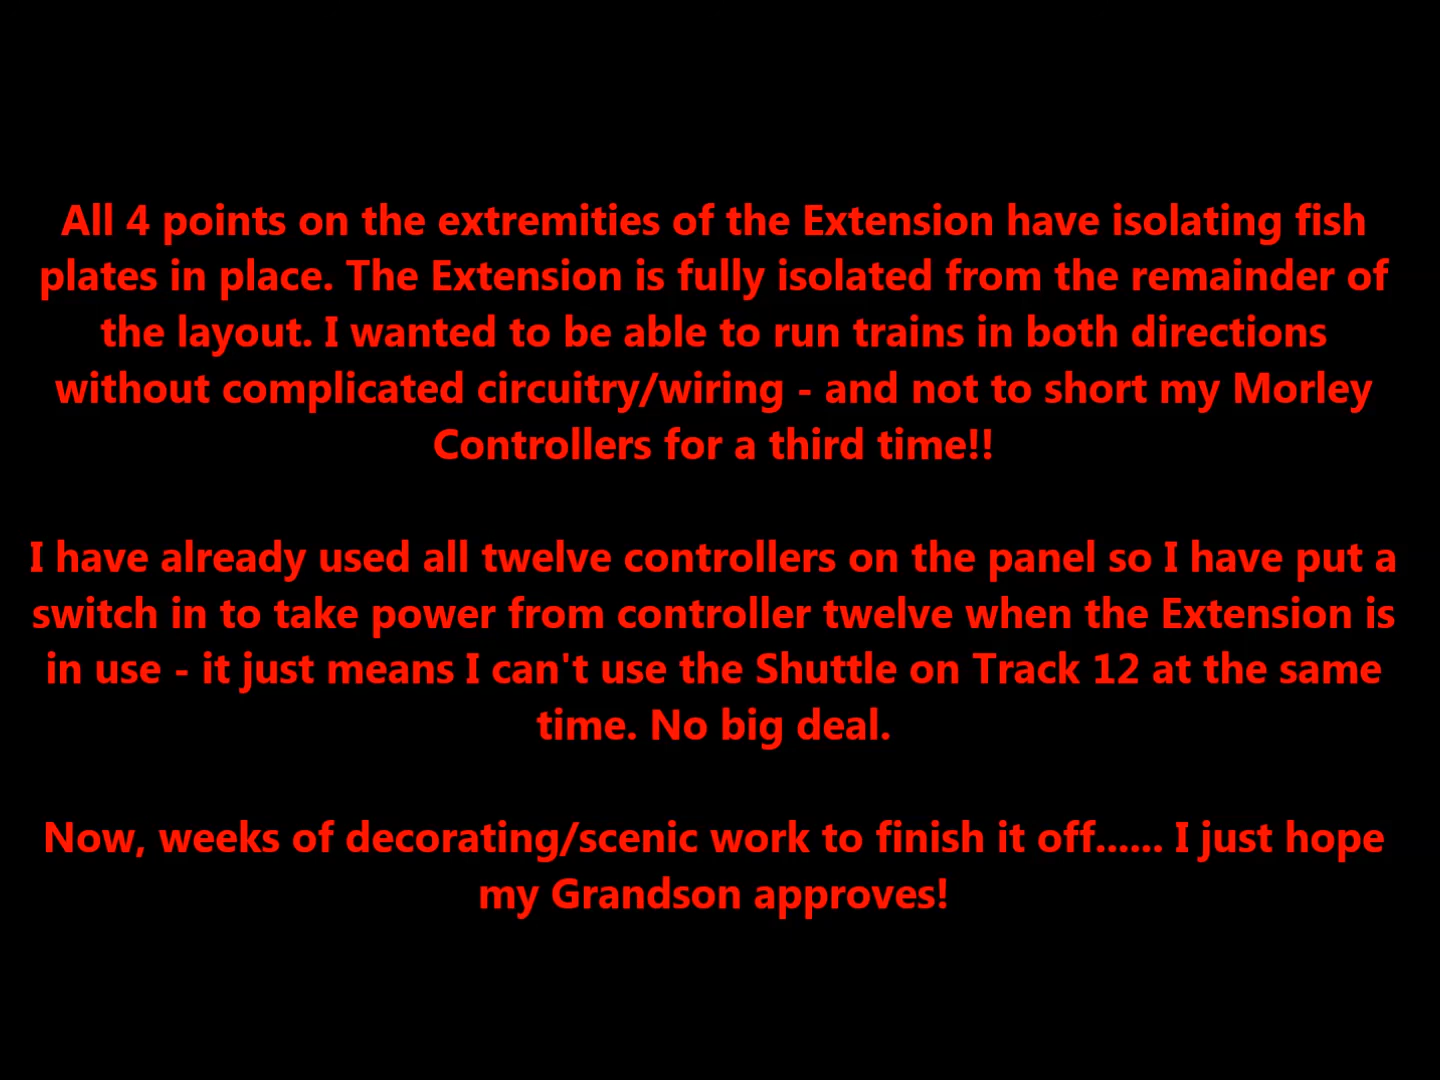 All 4 points on the extremities of the Extension have isolating fish
plates in place. The Extension is fully isolated from the remainder of
the layout. I wanted to be able to run trains in both directions
without complicated circuitry/wiring - and not to short my Morley
Controllers for a third time!!
I have already used all twelve controllers on the panel so I have put a
switch in to take power from controller twelve when the Extension is
in use - it just means I can't use the Shuttle on Track 12 at the same
time. No big deal.
Now, weeks of decorating/scenic work to finish it off...... I just hope
my Grandson approves!